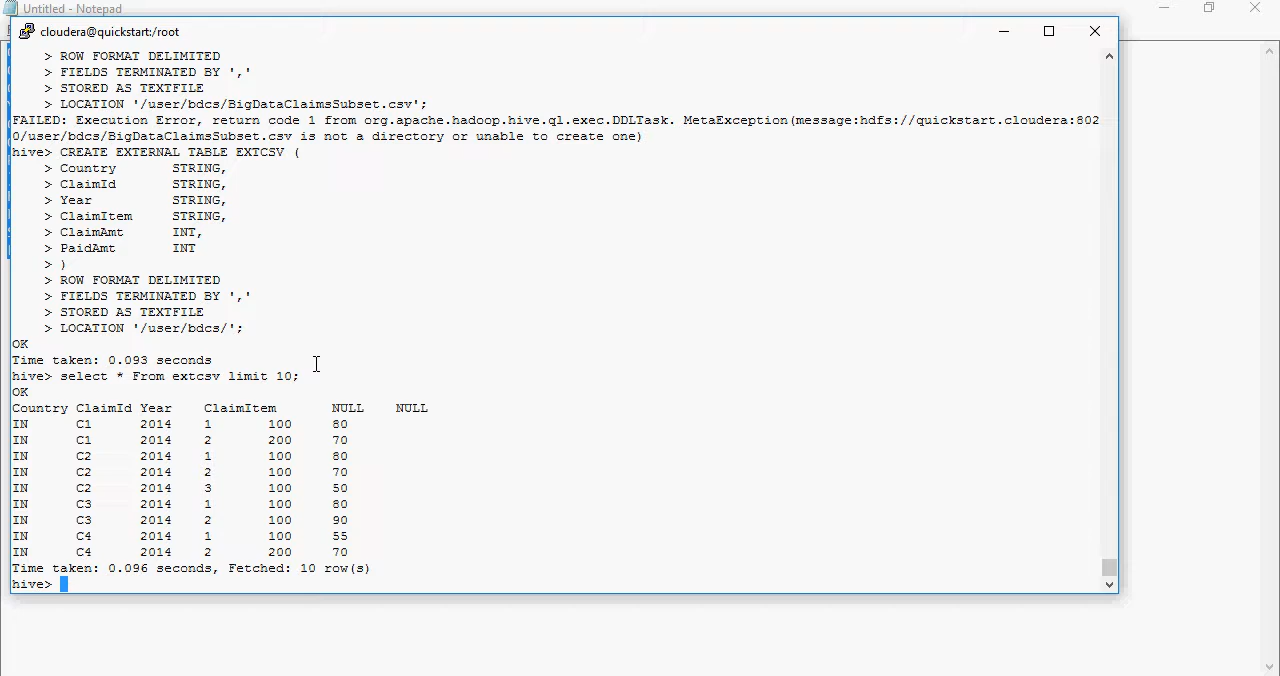 Untitled - Notepad
cloudera@quickstart:/root
> ROW FORMAT DELIMITED
> FIELDS TERMINATED BY ','
> STORED AS TEXTFILE
> LOCATION '/user/bdcs/BigDataClaimsSubset.csv';
FAILED: Execution Error, return code 1 from org.apache.hadoop.hive.ql.exec.DDLTask. MetaException(message:hdfs://quickstart.cloudera:802
0/user/bdcs/BigDataClaimsSubset.csv is not a directory or unable to create one)
hive> CREATE EXTERNAL TABLE EXTCSV (
> Country STRING,
> ClaimId STRING,
> Year STRING,
> ClaimItem STRING,
> ClaimAmt INT,
> PaidAmt INT
> )
> ROW FORMAT DELIMITED
> FIELDS TERMINATED BY ','
> STORED AS TEXTFILE
> LOCATION '/user/bdcs/';
OK
Time taken: 0.093 seconds
hive> select * From extcsv limit 10;
OK
Country ClaimId Year ClaimItem NULL NULL
IN C1 2014 1 100 80
IN C1 2014 2 200 70
IN C2 2014 1 100 80
IN C2 2014 2 100 70
IN C2 2014 3 100 50
IN C3 2014 1 100 80
IN C3 2014 2 100 90
IN C4 2014 1 100 55
IN C4 2014 2 200 70
Time taken: 0.096 seconds, Fetched: 10 row(s)
hive>